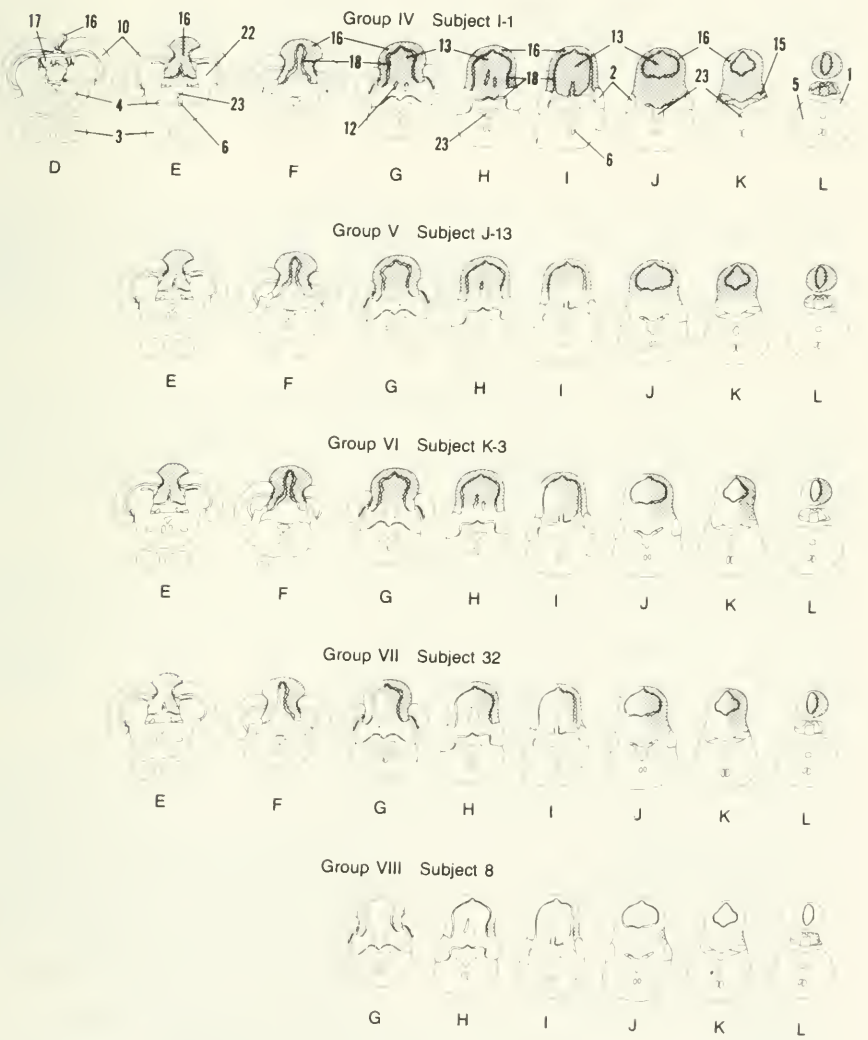 Group IV Subject I-1
17 16 10 16 22 16 13 16 13 16 15
18 18 2 23 5 1
4 23 12 23
3 6 6
D E F G H I J K L
Group V Subject J-13
E F G H I J K L
Group VI Subject K-3
E F G H I J K L
Group VII Subject 32
E F G H I J K L
Group VIII Subject 8
G H I J K L